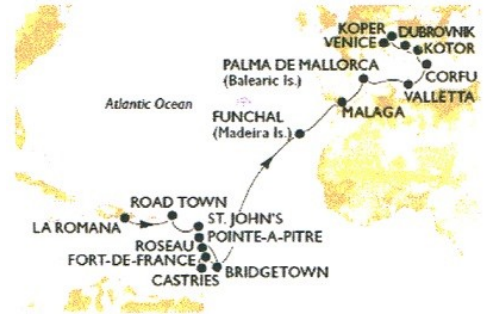 KOPER
DUBROVNIK
VENICE
KOTOR
PALMA DE MALLORCA
(Balearic Is.)
CORFU
VALLETTA
Atlantic Ocean
FUNCHAL
(Madeira Is.)
MALAGA
ROAD TOWN
LA ROMANA
ST. JOHN'S
POINTE-A-PITRE
ROSEAU
FORT-DE-FRANCE
CASTRIES
BRIDGETOWN